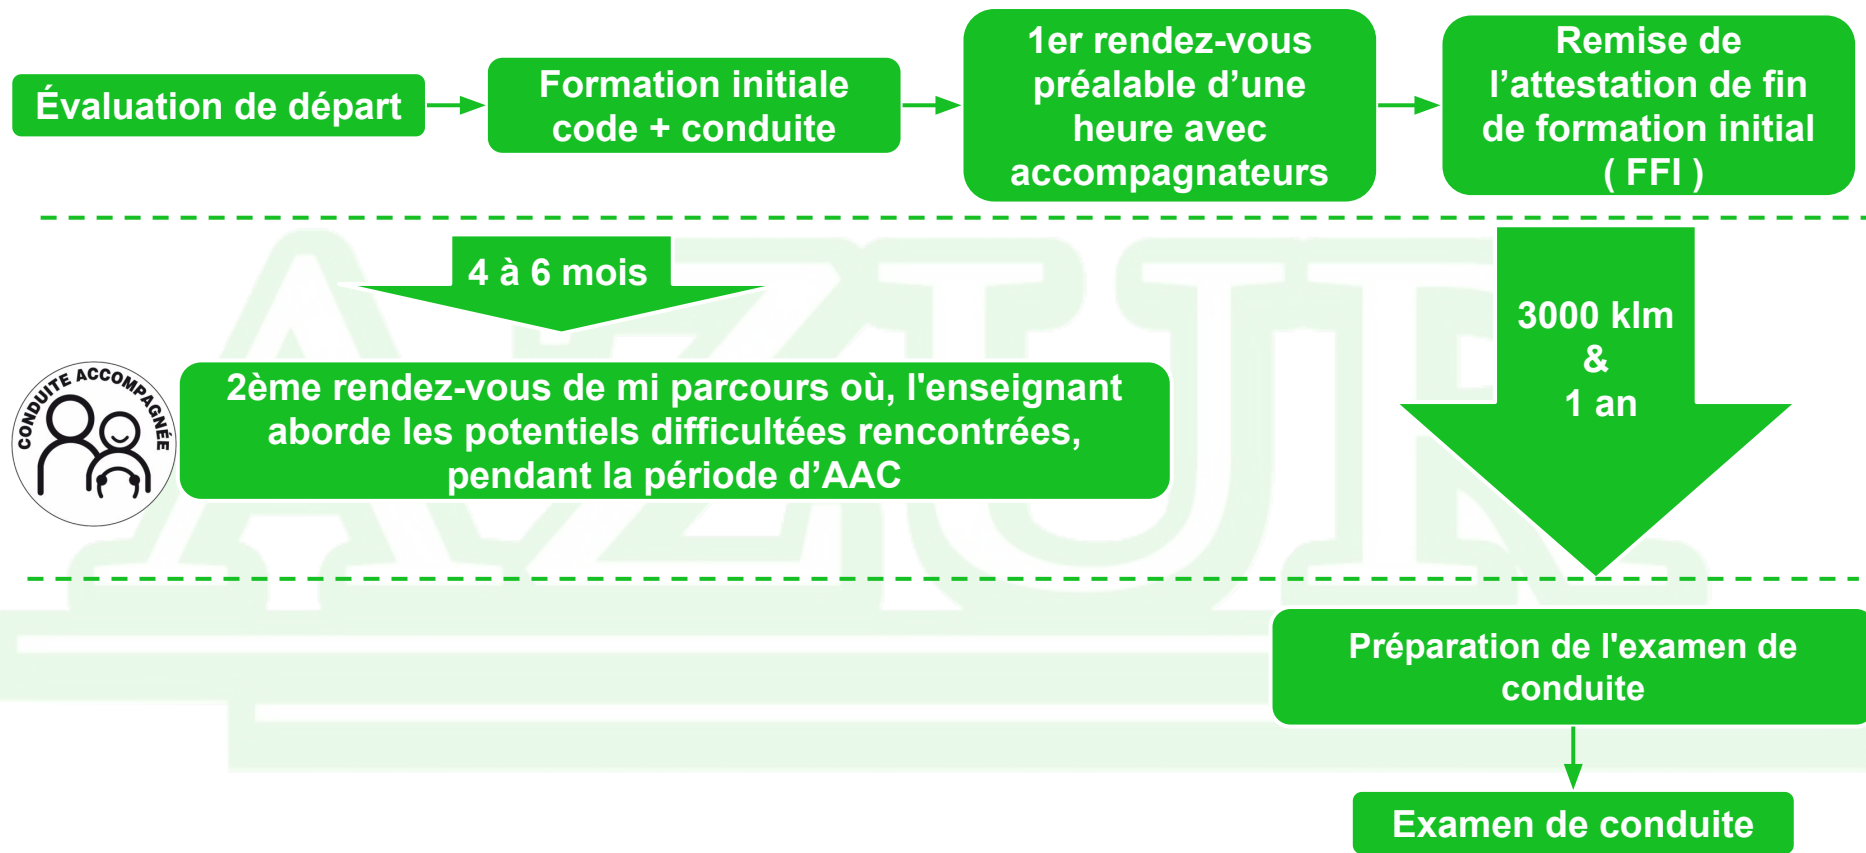 Évaluation de départ
Formation initiale
code + conduite
1er rendez-vous
préalable d’une
heure avec
accompagnateurs
Remise de
l’attestation de fin
de formation initial
( FFI )
4 à 6 mois
3000 klm
&
1 an
CONDUITE ACCOMPAGNÉE
2ème rendez-vous de mi parcours où, l'enseignant
aborde les potentiels difficultées rencontrées,
pendant la période d’AAC
AZUR
Préparation de l'examen de
conduite
Examen de conduite